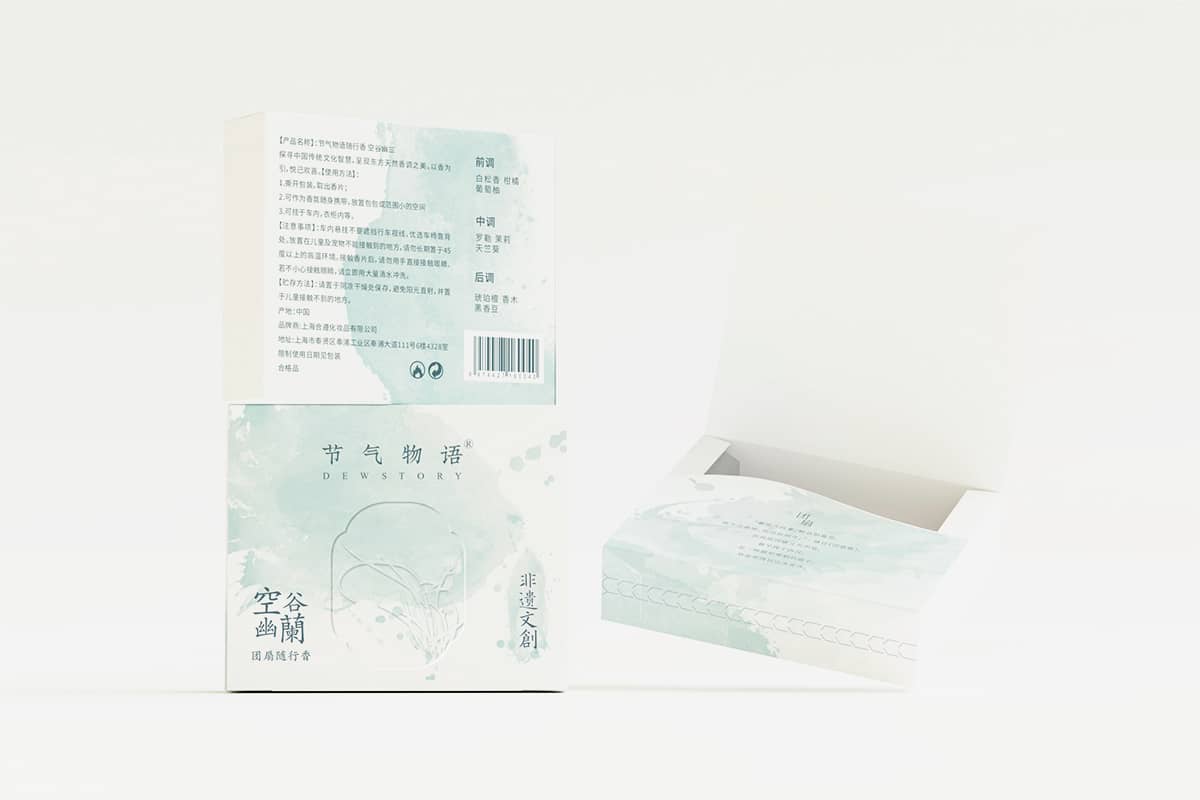 【产品名称】：节气物语随行香 空谷幽兰
探寻中国传统文化智慧，呈现东方天然香调之美，以香为
引，悦己欢喜。【使用方法】：
1.撕开包装，取出香片；
2.可作为香氛随身携带，放置包包或范围小的空间
3.可挂于车内，衣柜内等。
【注意事项】：车内悬挂不要遮挡行车视线，优选车椅靠背
处。放置在儿童及宠物不能接触到的地方，请勿长期置于45
度以上的高温环境。接触香片后，请勿用手直接接触眼睛，
若不小心接触眼睛，请立即用大量清水冲洗。
【贮存方法】：请置于阴凉干燥处保存，避免阳光直射，并置
于儿童接触不到的地方。
产地：中国
品牌商：上海合遵化妆品有限公司
地址：上海市奉贤区奉浦工业区奉浦大道111号6楼4328室
限制使用日期见包装
合格品
前调
白松香 柑橘
葡萄柚
中调
罗勒 茉莉
天竺葵
后调
琥珀檀 香木
黑香豆
节气物语®
DEWSTORY
空谷
幽蘭
团扇随行香
非遗文創
团扇